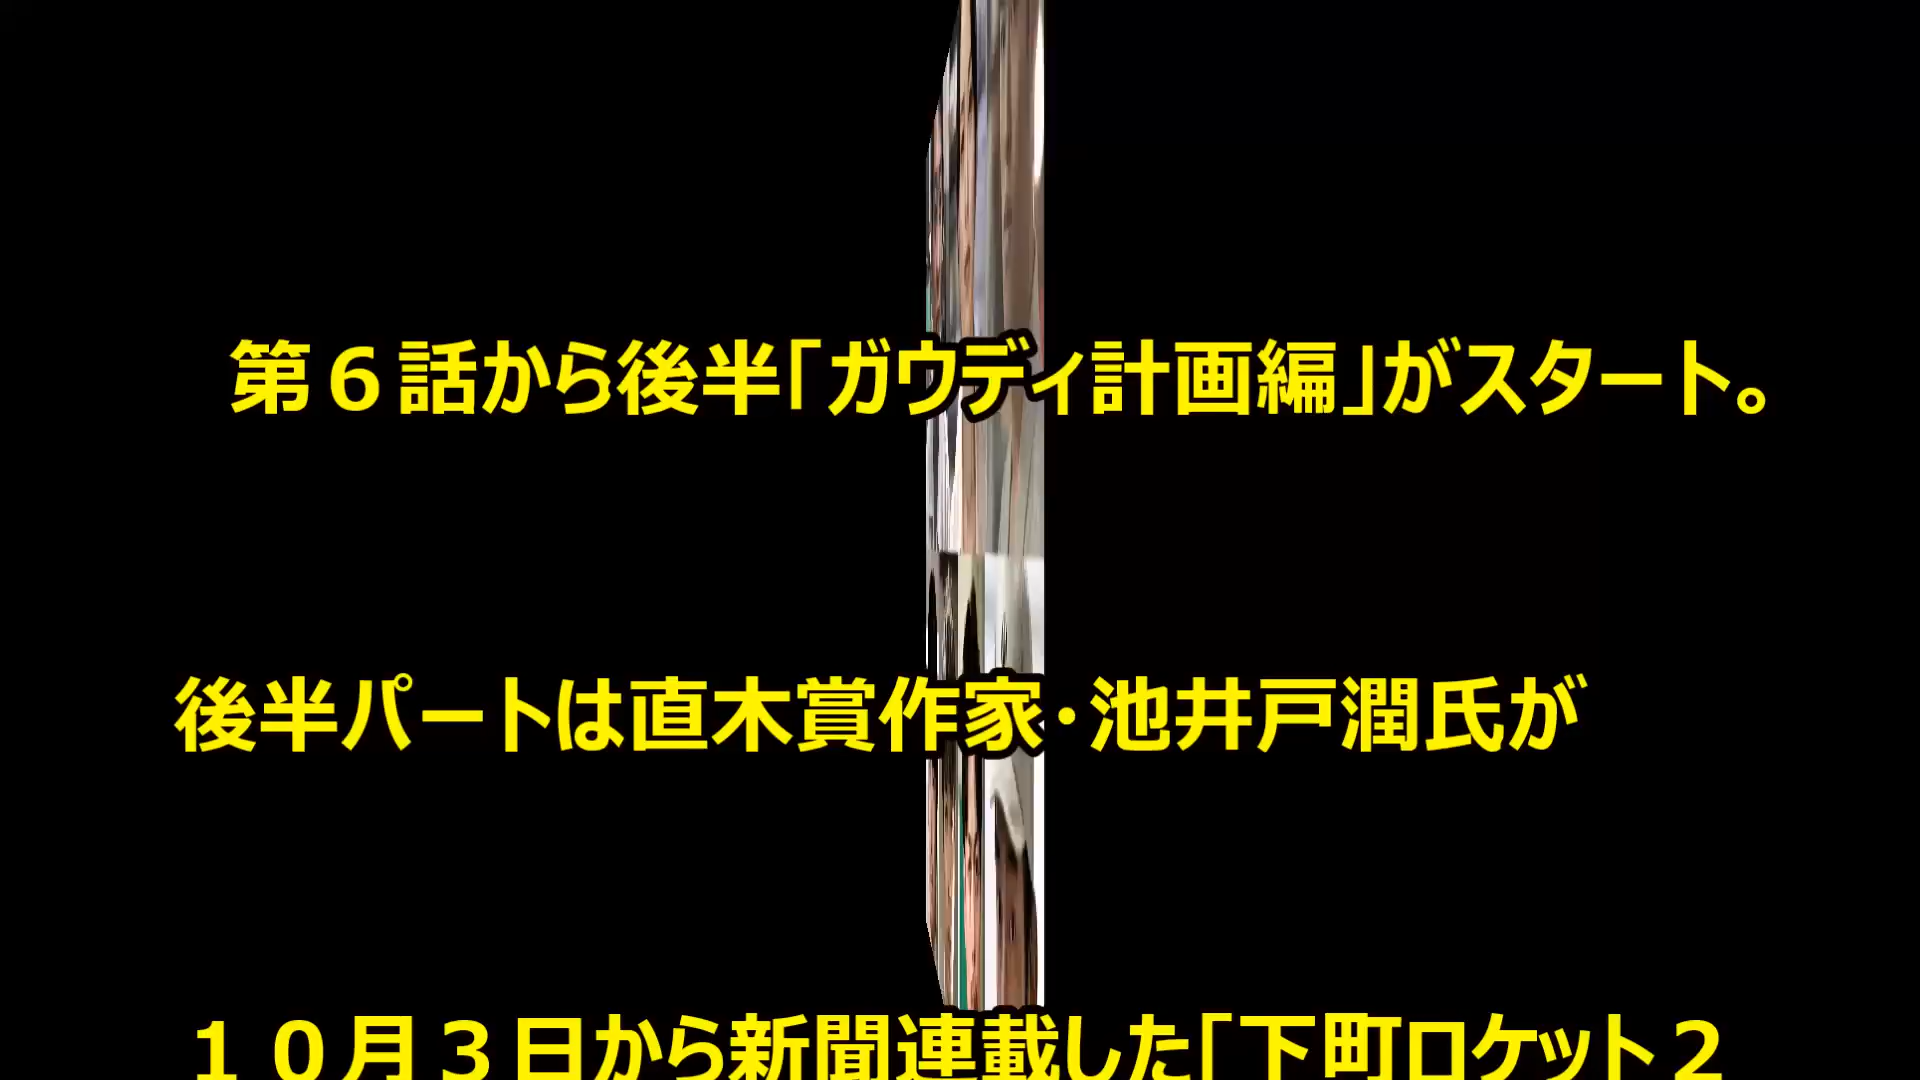 第６話から後半「ガウディ計画編」がスタート。
後半パートは直木賞作家・池井戸潤氏が
１０月３日から新聞連載した「下町ロケット２